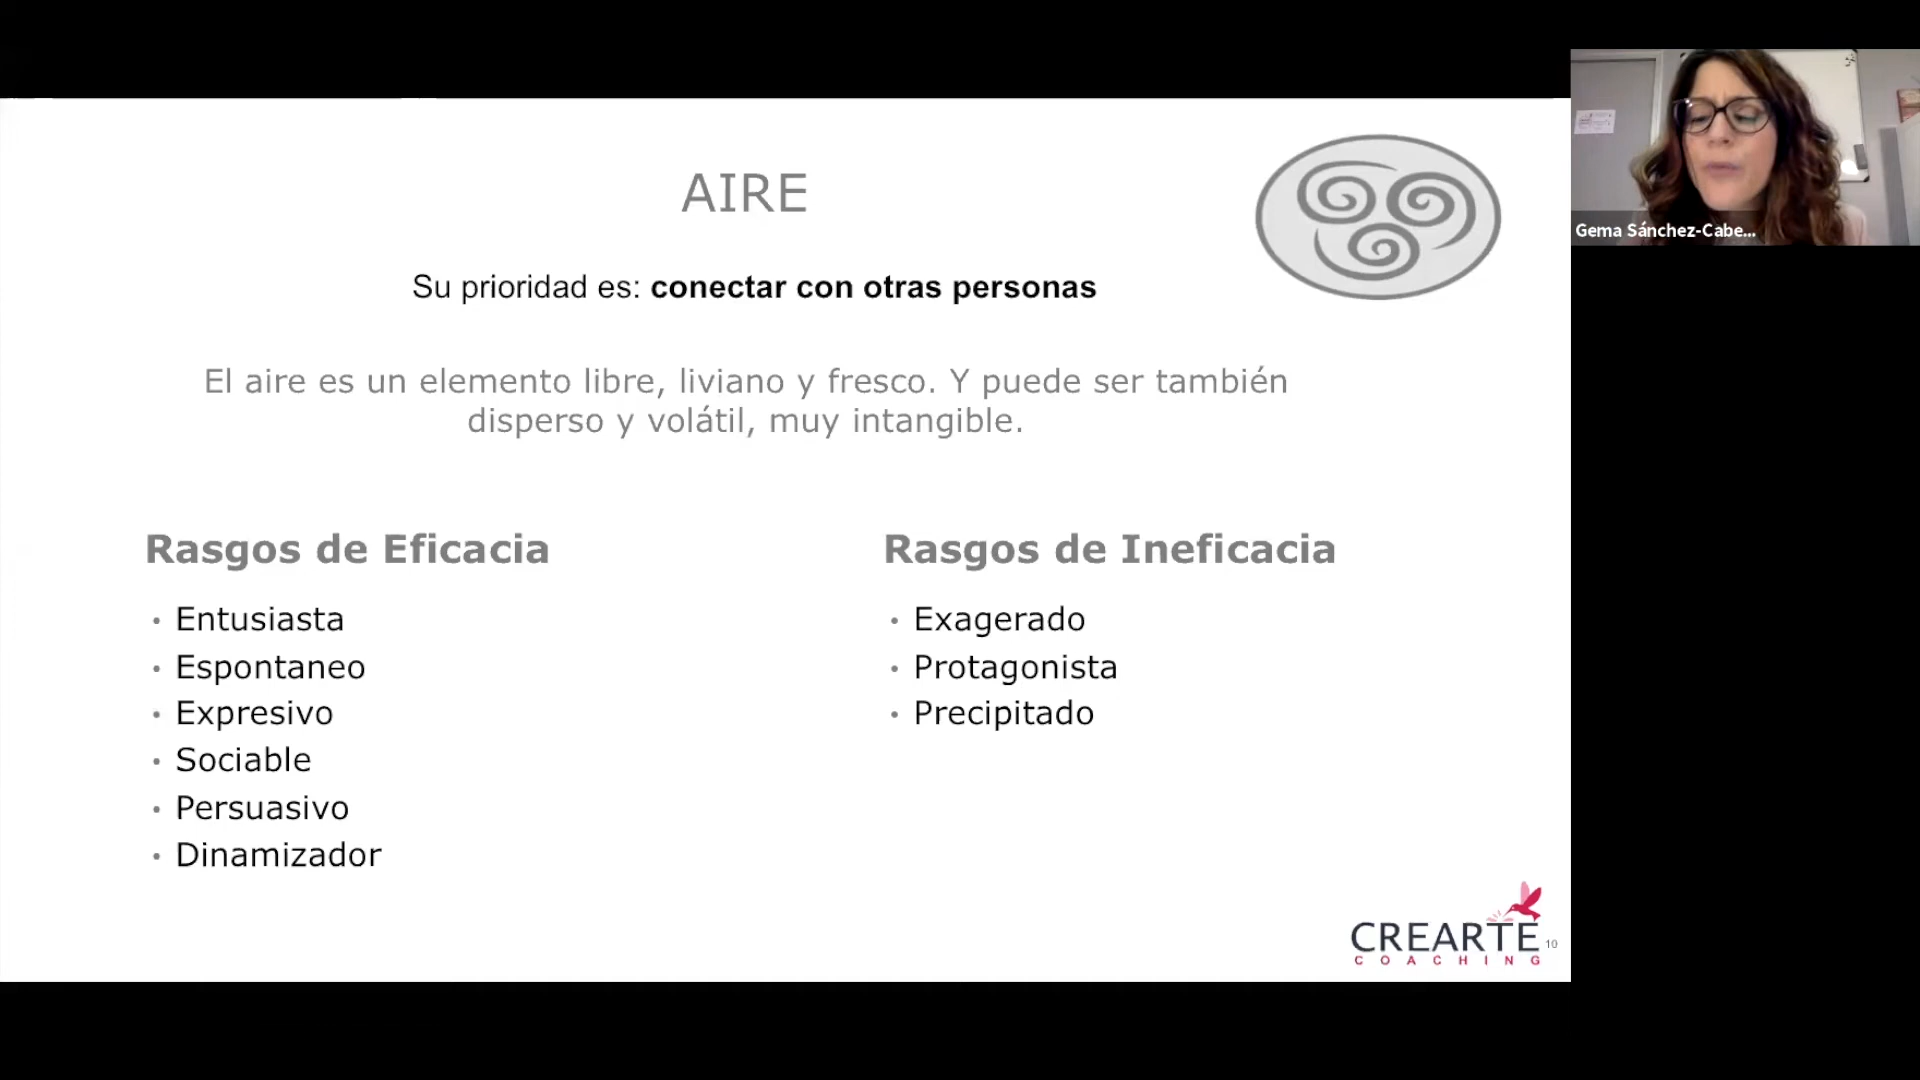 AIRE
Su prioridad es: conectar con otras personas
El aire es un elemento libre, liviano y fresco. Y puede ser también
disperso y volátil, muy intangible.
Rasgos de Eficacia
• Entusiasta
• Espontaneo
• Expresivo
• Sociable
• Persuasivo
• Dinamizador
Rasgos de Ineficacia
• Exagerado
• Protagonista
• Precipitado
CREARTE
COACHING
10
Gema Sánchez-Cabe...